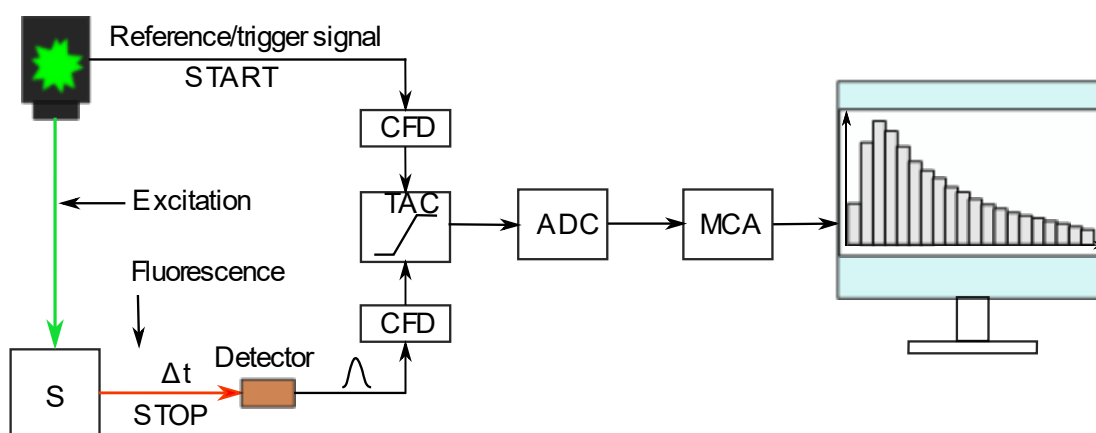 Reference/trigger signal
START
CFD
Excitation
TAC
ADC
MCA
Fluorescence
CFD
Detector
Δt
S
STOP